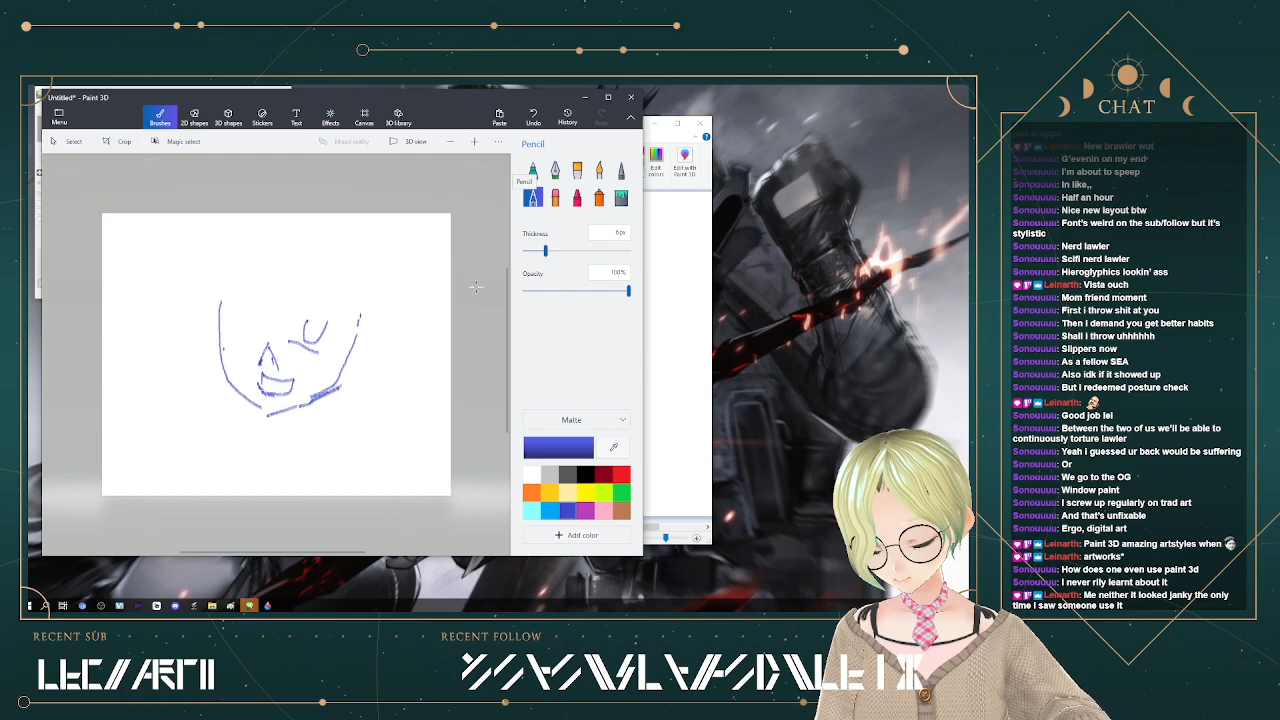 Untitled* - Paint 3D
Menu
Brushes
2D shapes
3D shapes
Stickers
Text
Effects
Canvas
3D library
Paste
Undo
History
Redo
Select
Crop
Magic select
Mixed reality
3D view
Pencil
Pencil
Thickness
6px
Opacity
100%
Matte
Add color
Edit
colors
Edit with
Paint 3D
CHAT
Leinarth: New brawler wut
Sonouuuu: G'evenin on my end
Sonouuuu: I'm about to speep
Sonouuuu: In like,,
Sonouuuu: Half an hour
Sonouuuu: Nice new layout btw
Sonouuuu: Font's weird on the sub/follow but it's
stylistic
Sonouuuu: Nerd lawler
Sonouuuu: Scifi nerd lawler
Sonouuuu: Hieroglyphics lookin' ass
Leinarth: Vista ouch
Sonouuuu: Mom friend moment
Sonouuuu: First i throw shit at you
Sonouuuu: Then i demand you get better habits
Sonouuuu: Shall i throw uhhhhhh
Sonouuuu: Slippers now
Sonouuuu: As a fellow SEA
Sonouuuu: Also idk if it showed up
Sonouuuu: But I redeemed posture check
Leinarth:
Sonouuuu: Good job lei
Sonouuuu: Between the two of us we'll be able to
continuously torture lawler
Sonouuuu: Yeah i guessed ur back would be suffering
Sonouuuu: Or
Sonouuuu: We go to the OG
Sonouuuu: Window paint
Sonouuuu: I screw up regularly on trad art
Sonouuuu: And that's unfixable
Sonouuuu: Ergo, digital art
Leinarth: Paint 3D amazing artstyles when
Leinarth: artworks*
Sonouuuu: How does one even use paint 3d
Sonouuuu: I never rlly learnt about it
Leinarth: Me neither it looked janky the only
time I saw someone use it
RECENT SUB
RECENT FOLLOW